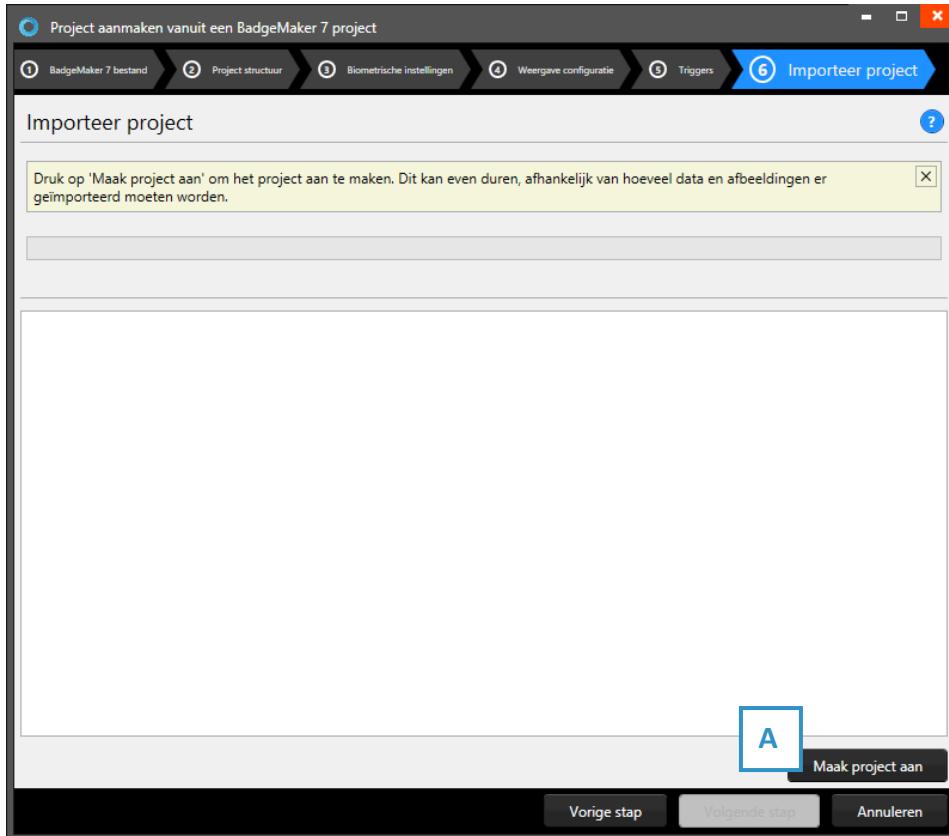 Project aanmaken vanuit een BadgeMaker 7 project
1 BadgeMaker 7 bestand 2 Project structuur 3 Biometrische instellingen 4 Weergave configuratie 5 Triggers 6 Importeer project
Importeer project
?
Druk op 'Maak project aan' om het project aan te maken. Dit kan even duren, afhankelijk van hoeveel data en afbeeldingen er
geïmporteerd moeten worden.
A
Maak project aan
Vorige stap Volgende stap Annuleren